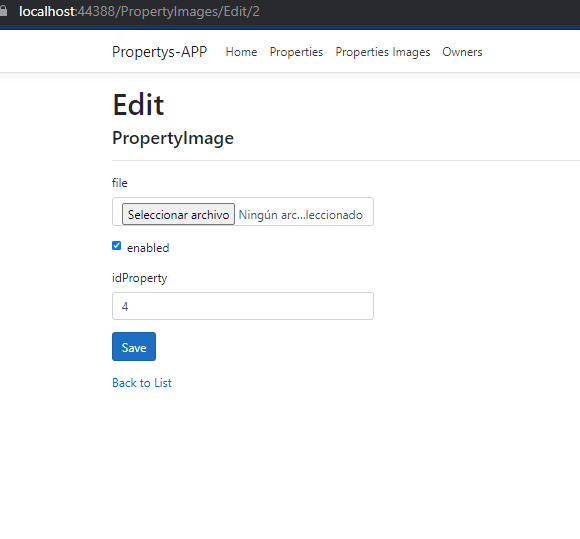 localhost:44388/PropertyImages/Edit/2
Propertys-APP Home Properties Properties Images Owners
Edit
PropertyImage
file
Seleccionar archivo Ningún arc...leccionado
enabled
idProperty
4
Save
Back to List